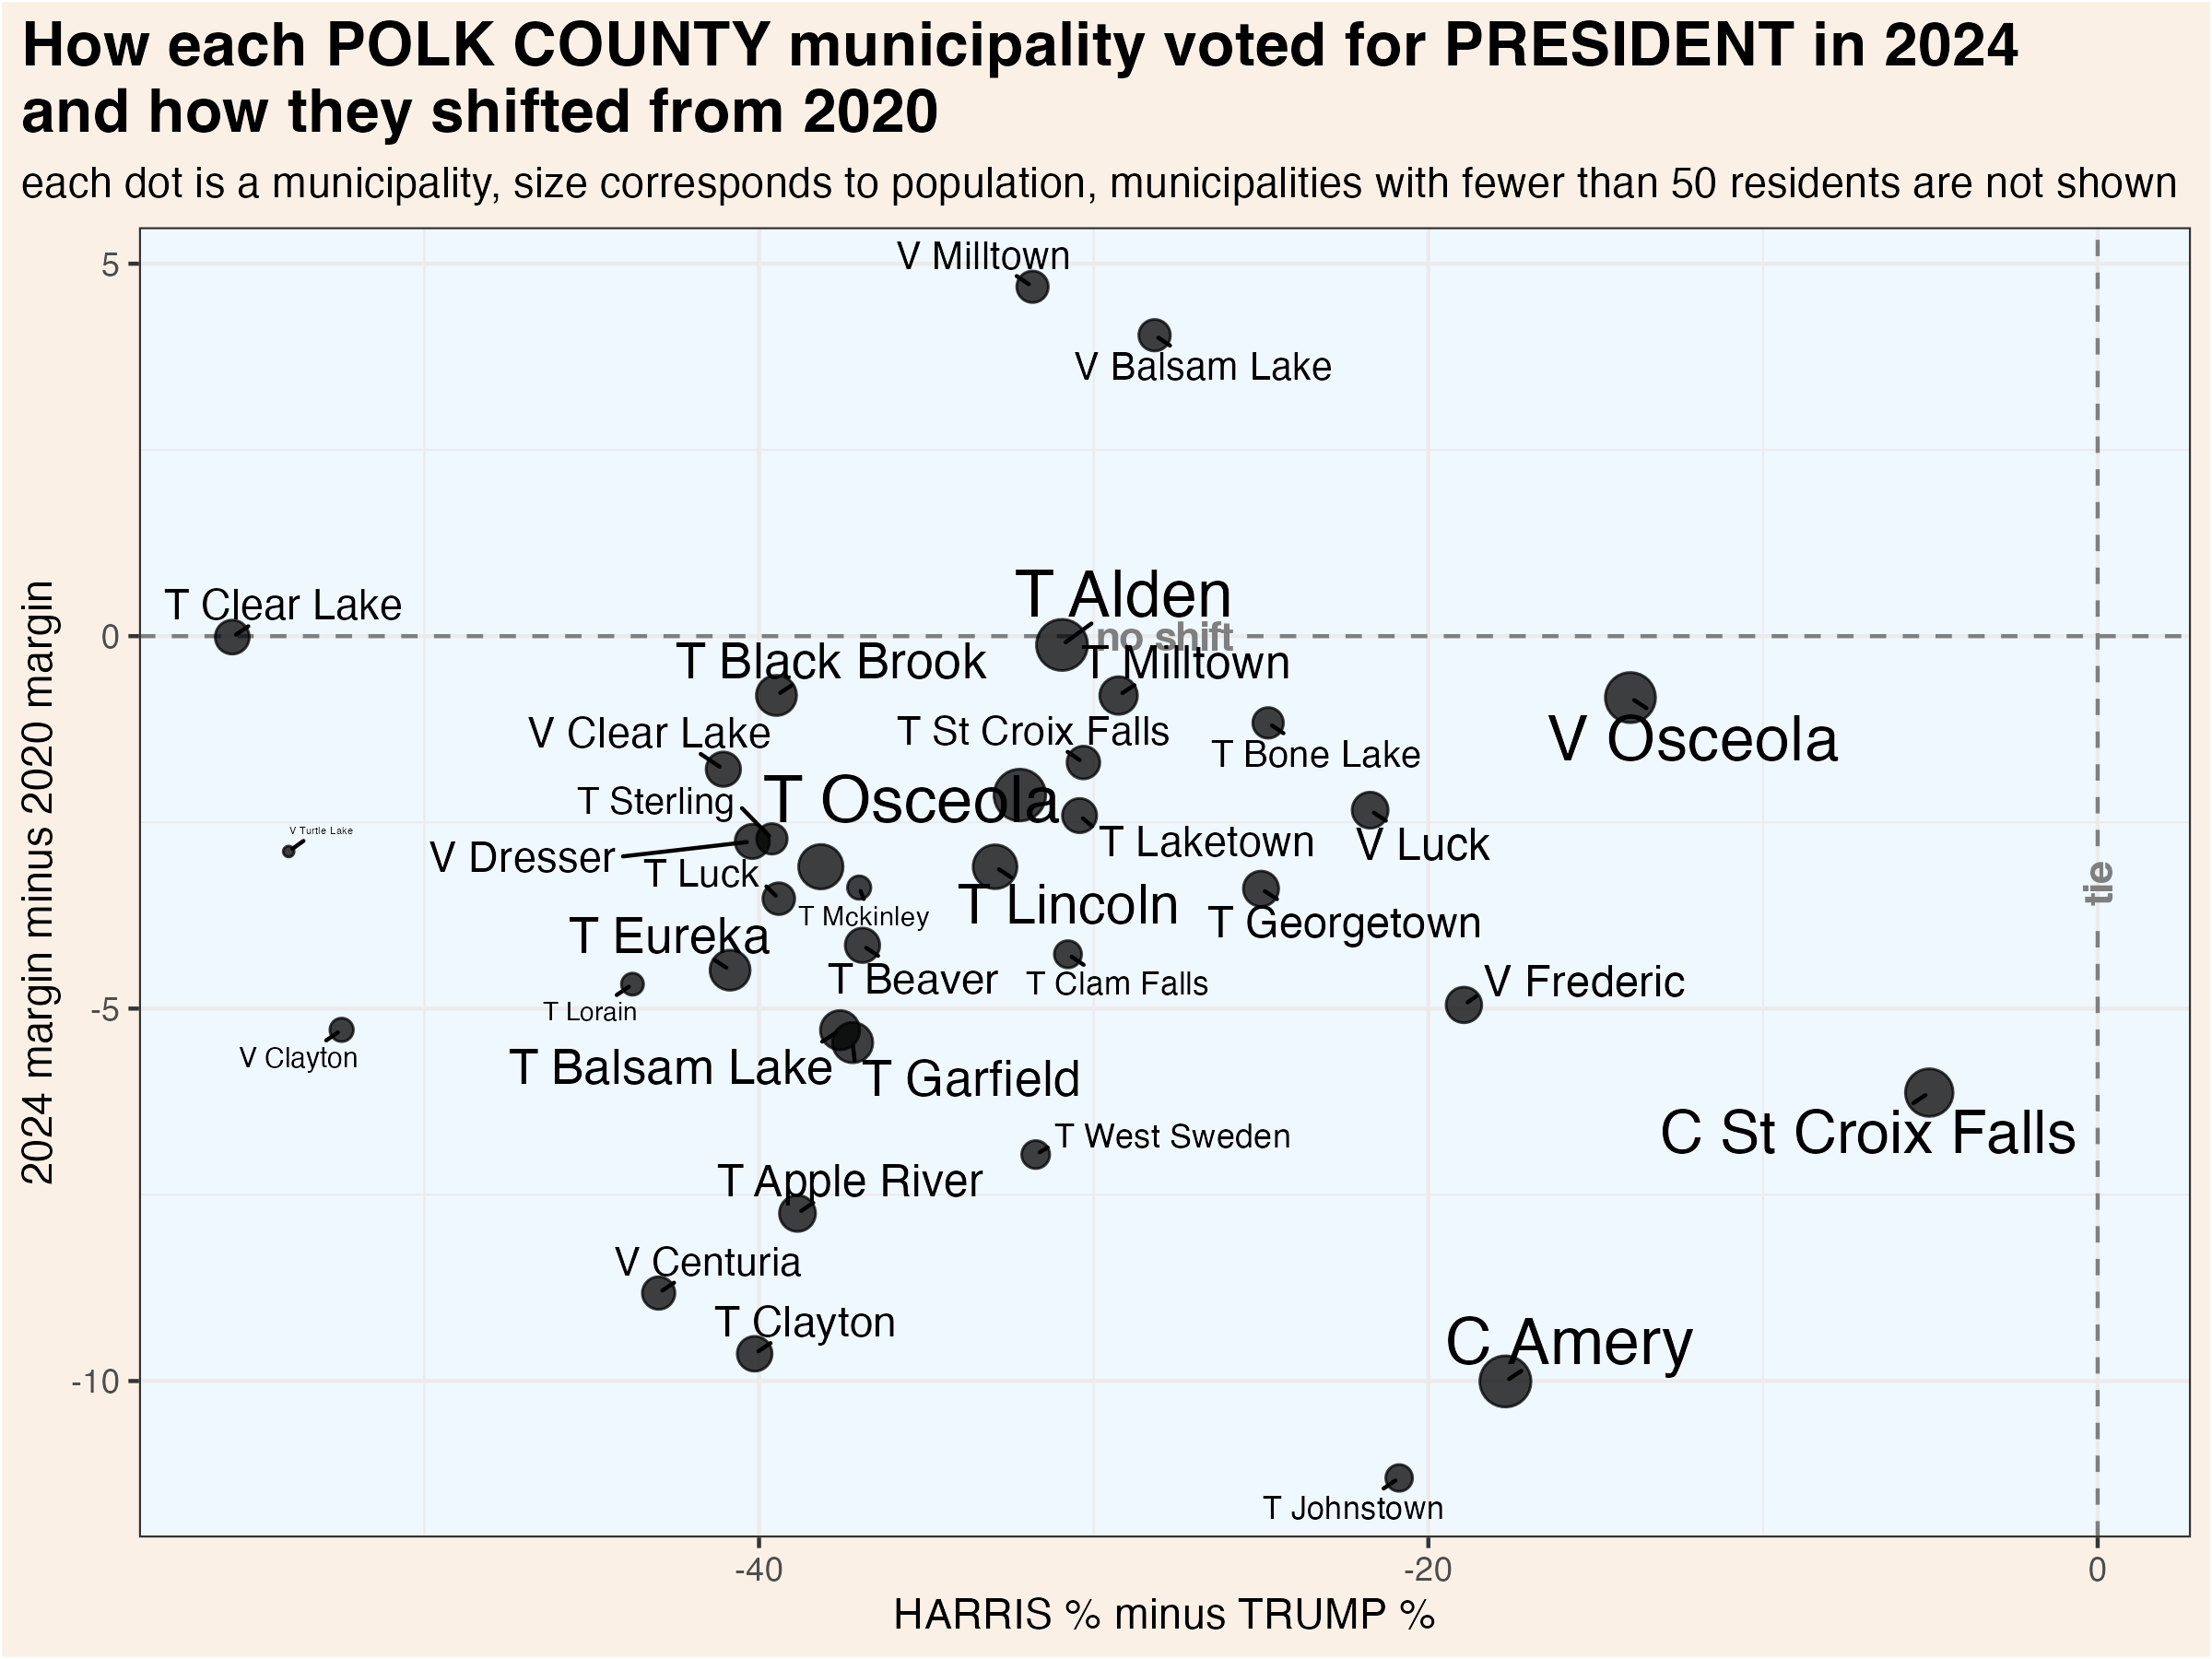 How each POLK COUNTY municipality voted for PRESIDENT in 2024
and how they shifted from 2020
each dot is a municipality, size corresponds to population, municipalities with fewer than 50 residents are not shown
2024 margin minus 2020 margin
5
0
-5
-10
V Milltown
V Balsam Lake
T Alden
T Clear Lake
no shift
T Black Brook
T Milltown
V Clear Lake
T St Croix Falls
T Bone Lake
V Osceola
T Sterling
T Osceola
V Turtle Lake
T Laketown
V Luck
V Dresser
T Luck
tie
T Mckinley
T Lincoln
T Georgetown
T Eureka
T Beaver
T Clam Falls
V Frederic
T Lorain
V Clayton
T Balsam Lake
T Garfield
C St Croix Falls
T West Sweden
T Apple River
V Centuria
T Clayton
C Amery
T Johnstown
-40
-20
0
HARRIS % minus TRUMP %